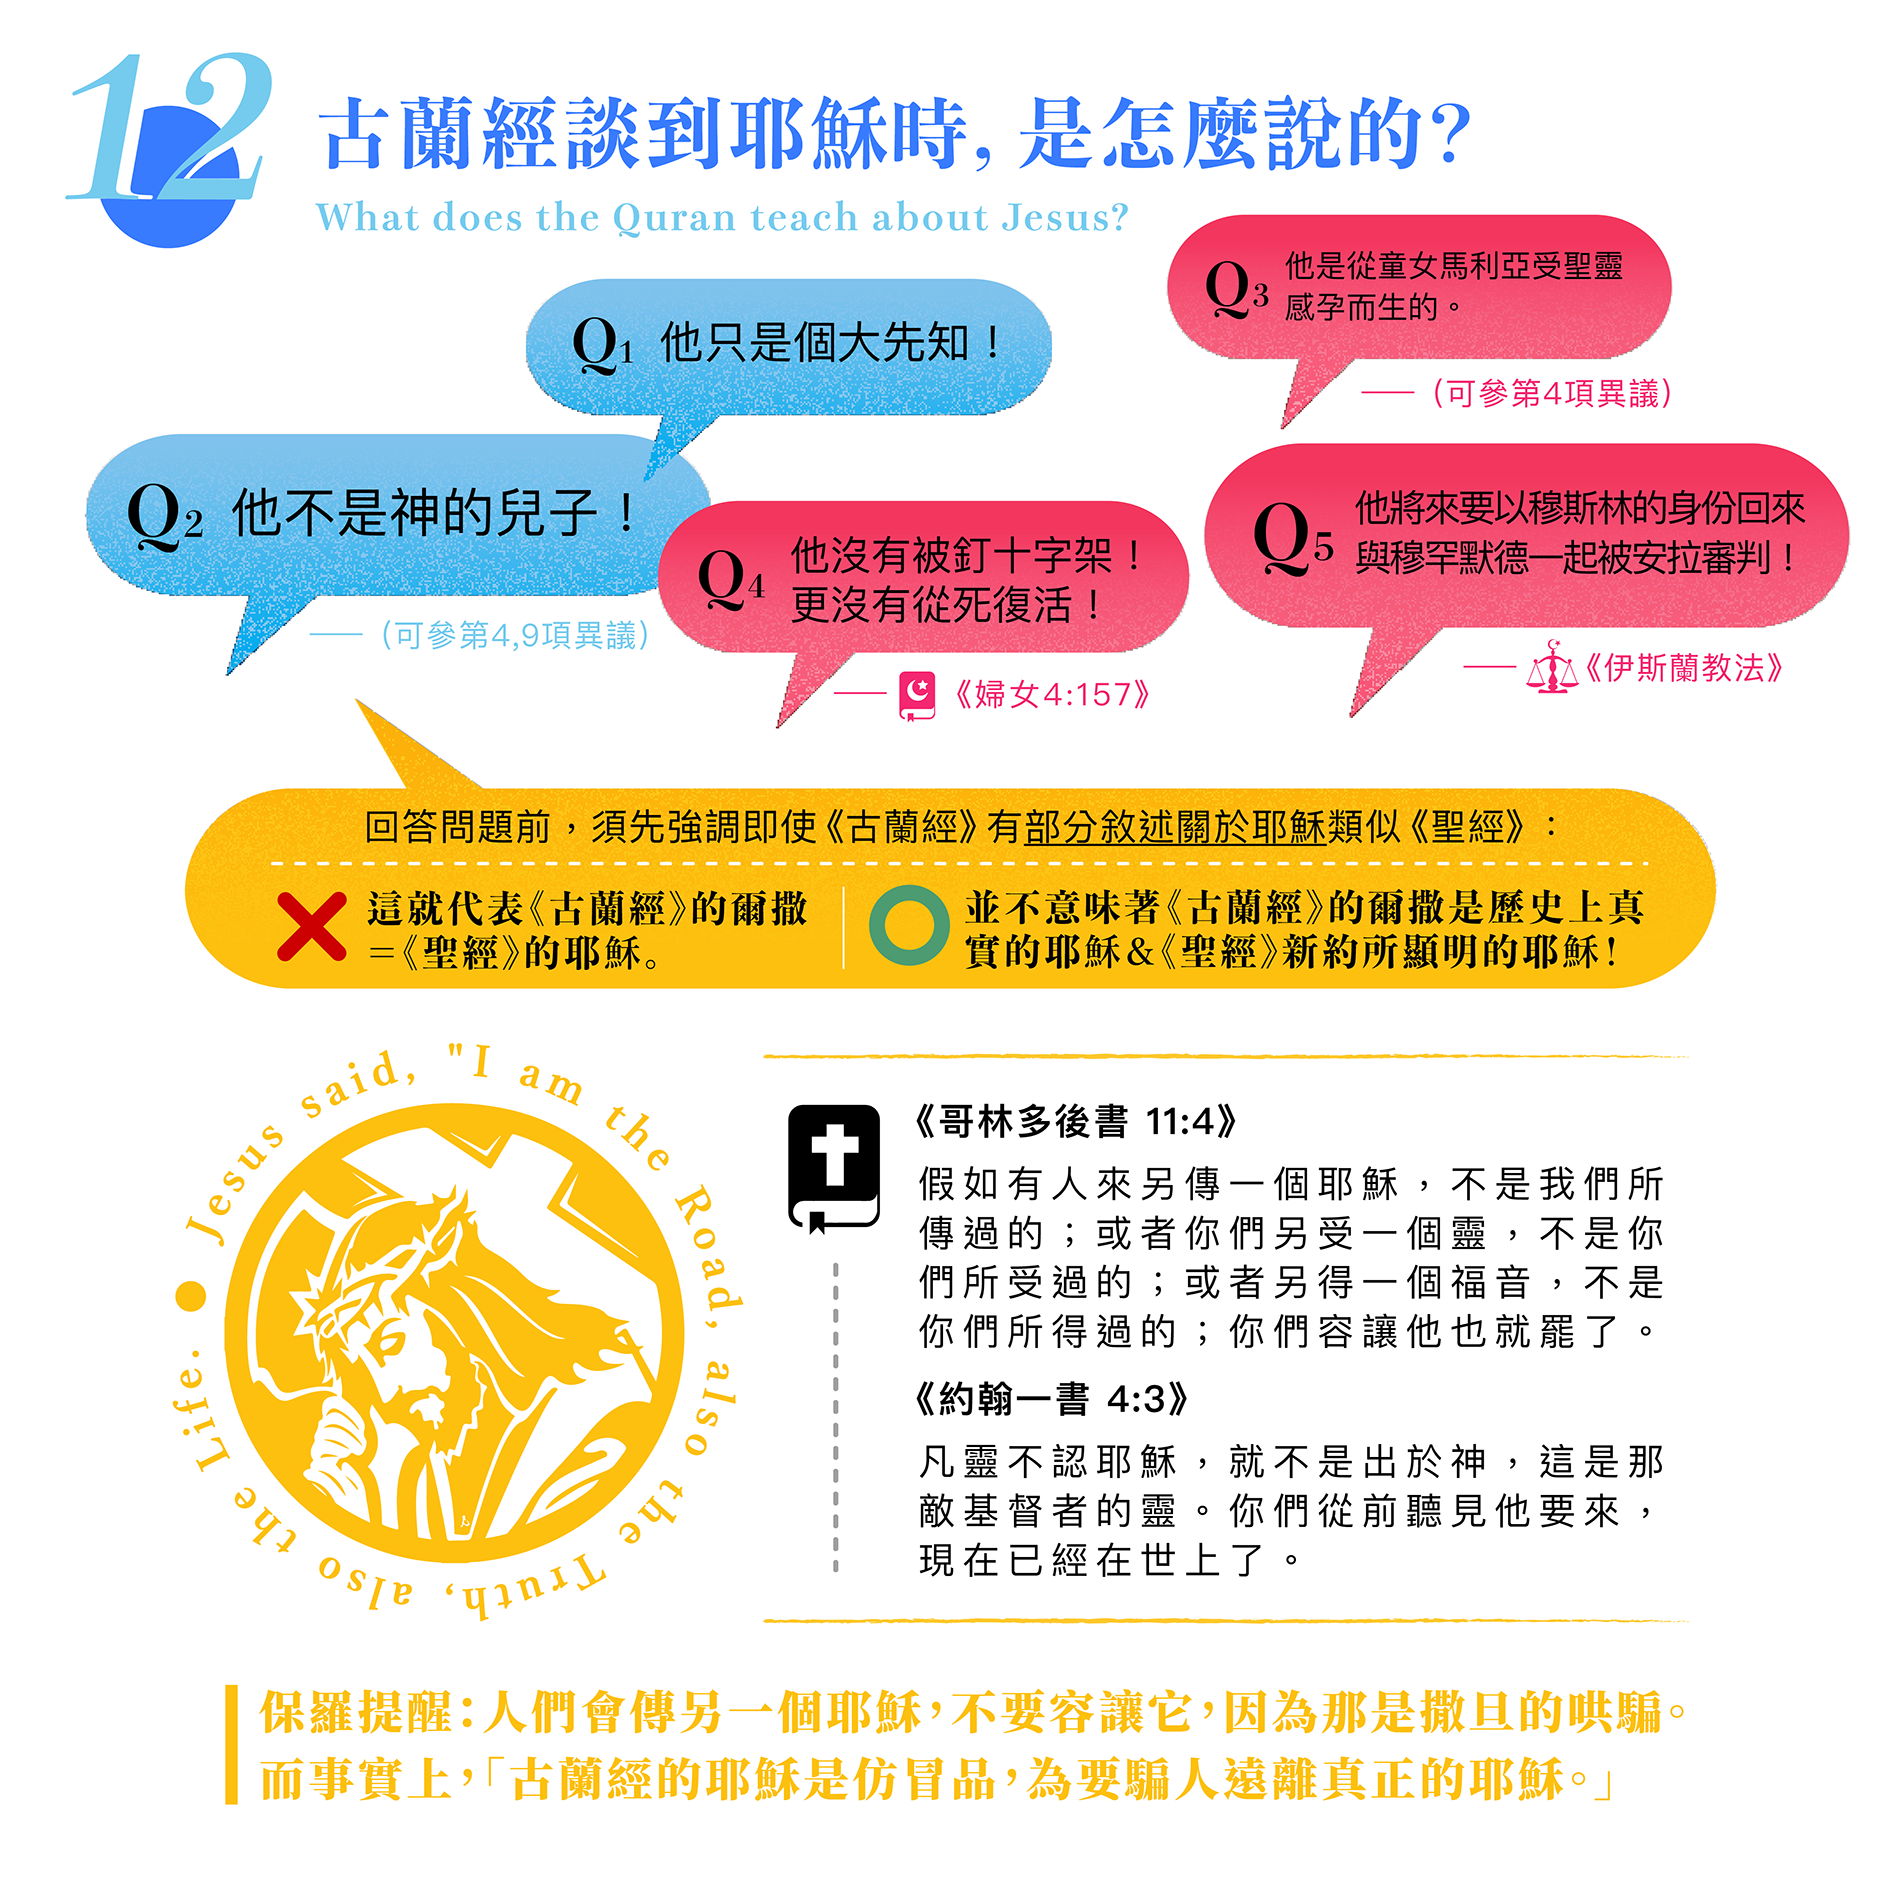 12
古蘭經談到耶穌時，是怎麼說的？
What does the Quran teach about Jesus?
Q1 他只是個大先知！
Q2 他不是神的兒子！
——（可參第4,9項異議）
Q3 他是從童女馬利亞受聖靈
感孕而生的。
——（可參第4項異議）
Q4 他沒有被釘十字架！
更沒有從死復活！
——《婦女4:157》
Q5 他將來要以穆斯林的身份回來
與穆罕默德一起被安拉審判！
——《伊斯蘭教法》
回答問題前，須先強調即使《古蘭經》有部分敘述關於耶穌類似《聖經》：
這就代表《古蘭經》的爾撒
=《聖經》的耶穌。
並不意味著《古蘭經》的爾撒是歷史上真
實的耶穌&《聖經》新約所顯明的耶穌！
Jesus said, "I am the Road, also the Truth, also the Life.
《哥林多後書 11:4》
假如有人來另傳一個耶穌，不是我們所
傳過的；或者你們另受一個靈，不是你
們所受過的；或者另得一個福音，不是
你們所得過的；你們容讓他也就罷了。
《約翰一書 4:3》
凡靈不認耶穌，就不是出於神，這是那
敵基督者的靈。你們從前聽見他要來，
現在已經在世上了。
保羅提醒：人們會傳另一個耶穌，不要容讓它，因為那是撒旦的哄騙。
而事實上，「古蘭經的耶穌是仿冒品，為要騙人遠離真正的耶穌。」